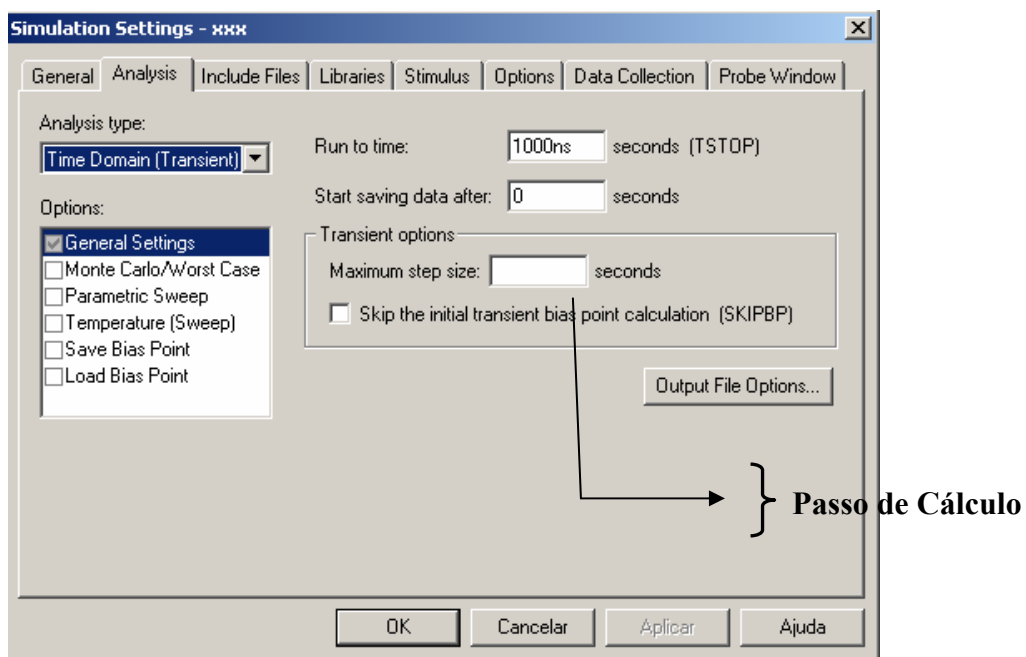 Simulation Settings - xxx
General Analysis Include Files Libraries Stimulus Options Data Collection Probe Window
Analysis type:
Time Domain (Transient)
Options:
General Settings
Monte Carlo/Worst Case
Parametric Sweep
Temperature (Sweep)
Save Bias Point
Load Bias Point
Run to time: 1000ns seconds (TSTOP)
Start saving data after: 0 seconds
Transient options
Maximum step size: seconds
Skip the initial transient bias point calculation (SKIPBP)
Output File Options...
Passo de Cálculo
OK Cancelar Aplicar Ajuda